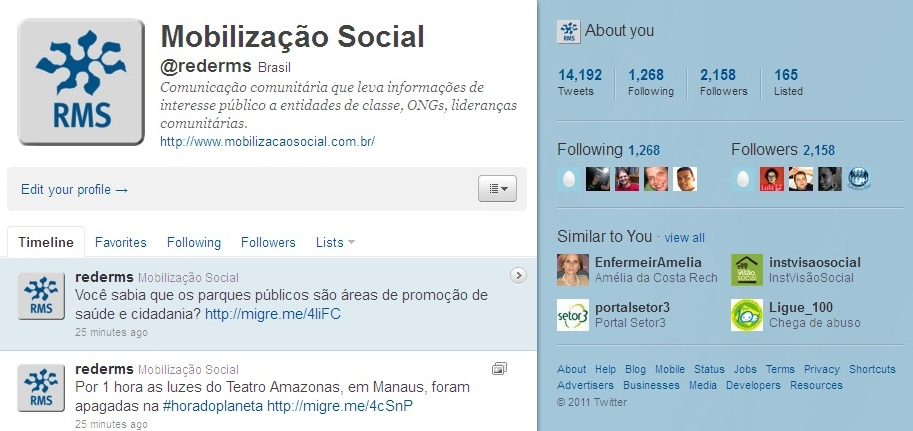 RMS
Mobilização Social
@rederms Brasil
Comunicação comunitária que leva informações de
interesse público a entidades de classe, ONGs, lideranças
comunitárias.
http://www.mobilizacaosocial.com.br/
Edit your profile →
Timeline Favorites Following Followers Lists
RMS
rederms Mobilização Social
Você sabia que os parques públicos são áreas de promoção de
saúde e cidadania? http://migre.me/4liFC
25 minutes ago
RMS
rederms Mobilização Social
Por 1 hora as luzes do Teatro Amazonas, em Manaus, foram
apagadas na #horadoplaneta http://migre.me/4cSnP
25 minutes ago
RMS
About you
14,192 1,268 2,158 165
Tweets Following Followers Listed
Following 1,268 Followers 2,158
Similar to You · view all
EnfermeirAmelia
Amélia da Costa Rech
visão
social
instvisaosocial
InstVisãoSocial
setor3
portalsetor3
Portal Setor3
100
Ligue_100
Chega de abuso
About Help Blog Mobile Status Jobs Terms Privacy Shortcuts
Advertisers Businesses Media Developers Resources
© 2011 Twitter